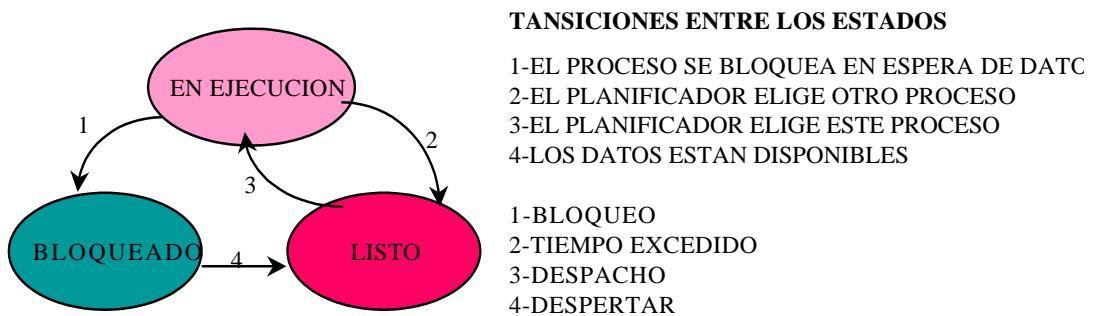 TANSICIONES ENTRE LOS ESTADOS
1-EL PROCESO SE BLOQUEA EN ESPERA DE DATO
2-EL PLANIFICADOR ELIGE OTRO PROCESO
3-EL PLANIFICADOR ELIGE ESTE PROCESO
4-LOS DATOS ESTAN DISPONIBLES
1-BLOQUEO
2-TIEMPO EXCEDIDO
3-DESPACHO
4-DESPERTAR
EN EJECUCION
1
2
3
BLOQUEADO
4
LISTO